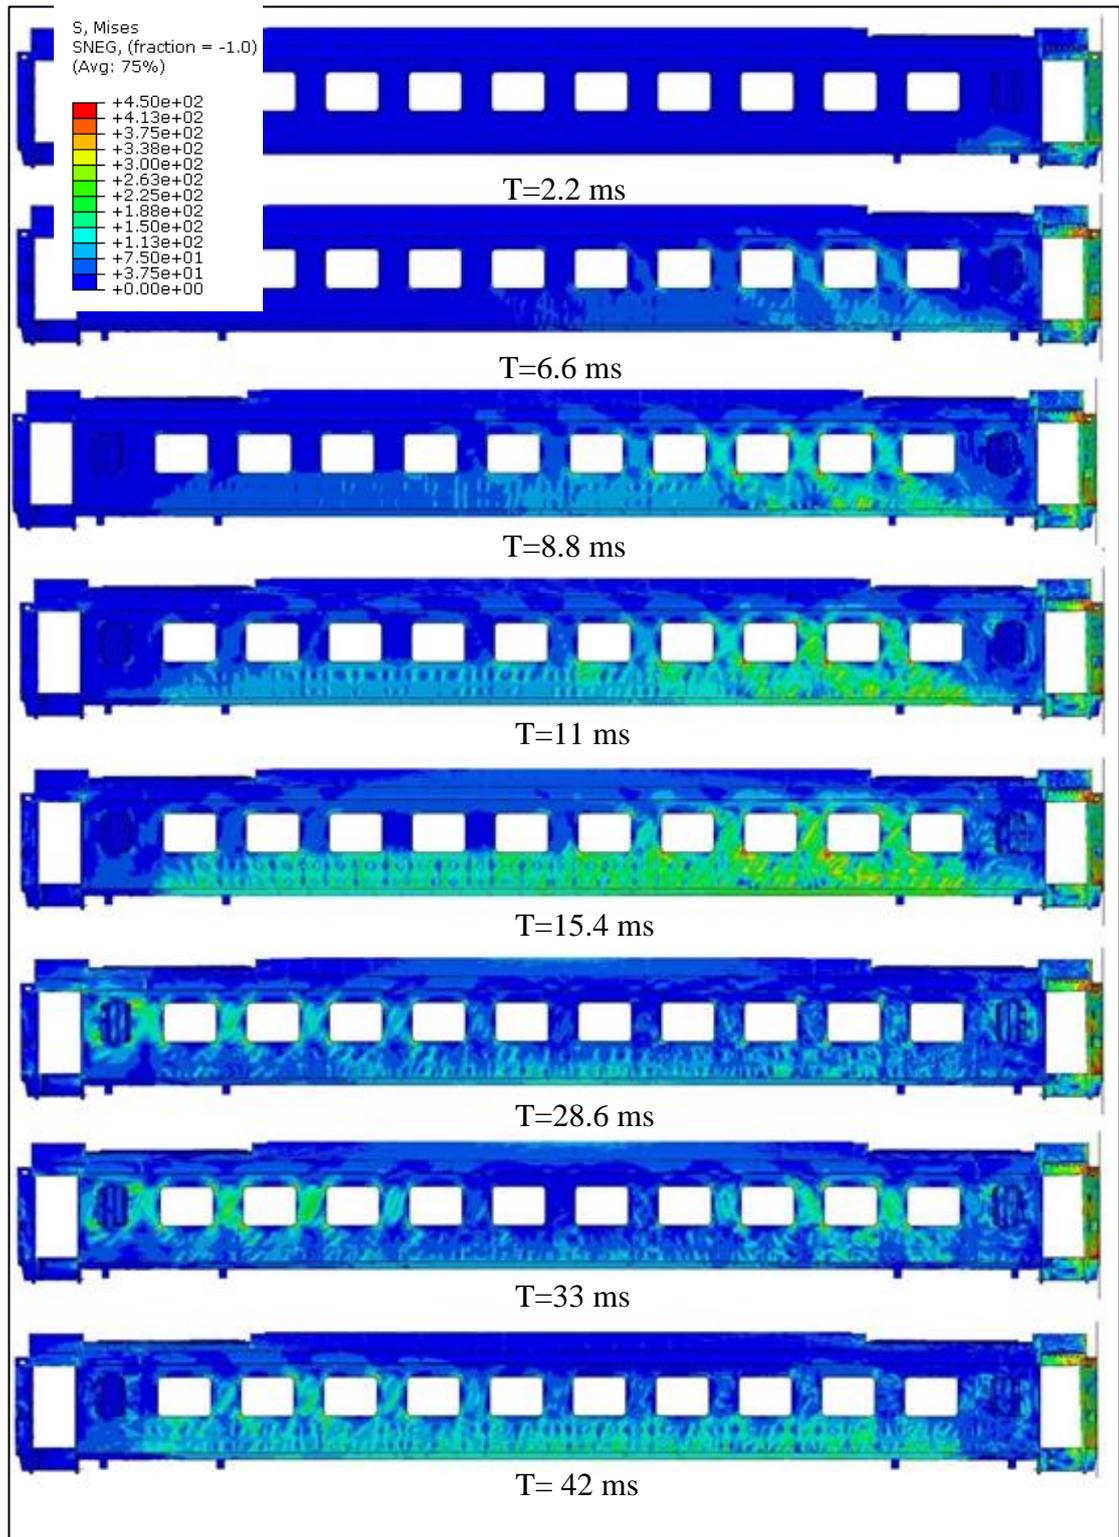 S, Mises
SNEG, (fraction = -1.0)
(Avg: 75%)
+4.50e+02
+4.13e+02
+3.75e+02
+3.38e+02
+3.00e+02
+2.63e+02
+2.25e+02
+1.88e+02
+1.50e+02
+1.13e+02
+7.50e+01
+3.75e+01
+0.00e+00
T=2.2 ms
T=6.6 ms
T=8.8 ms
T=11 ms
T=15.4 ms
T=28.6 ms
T=33 ms
T= 42 ms